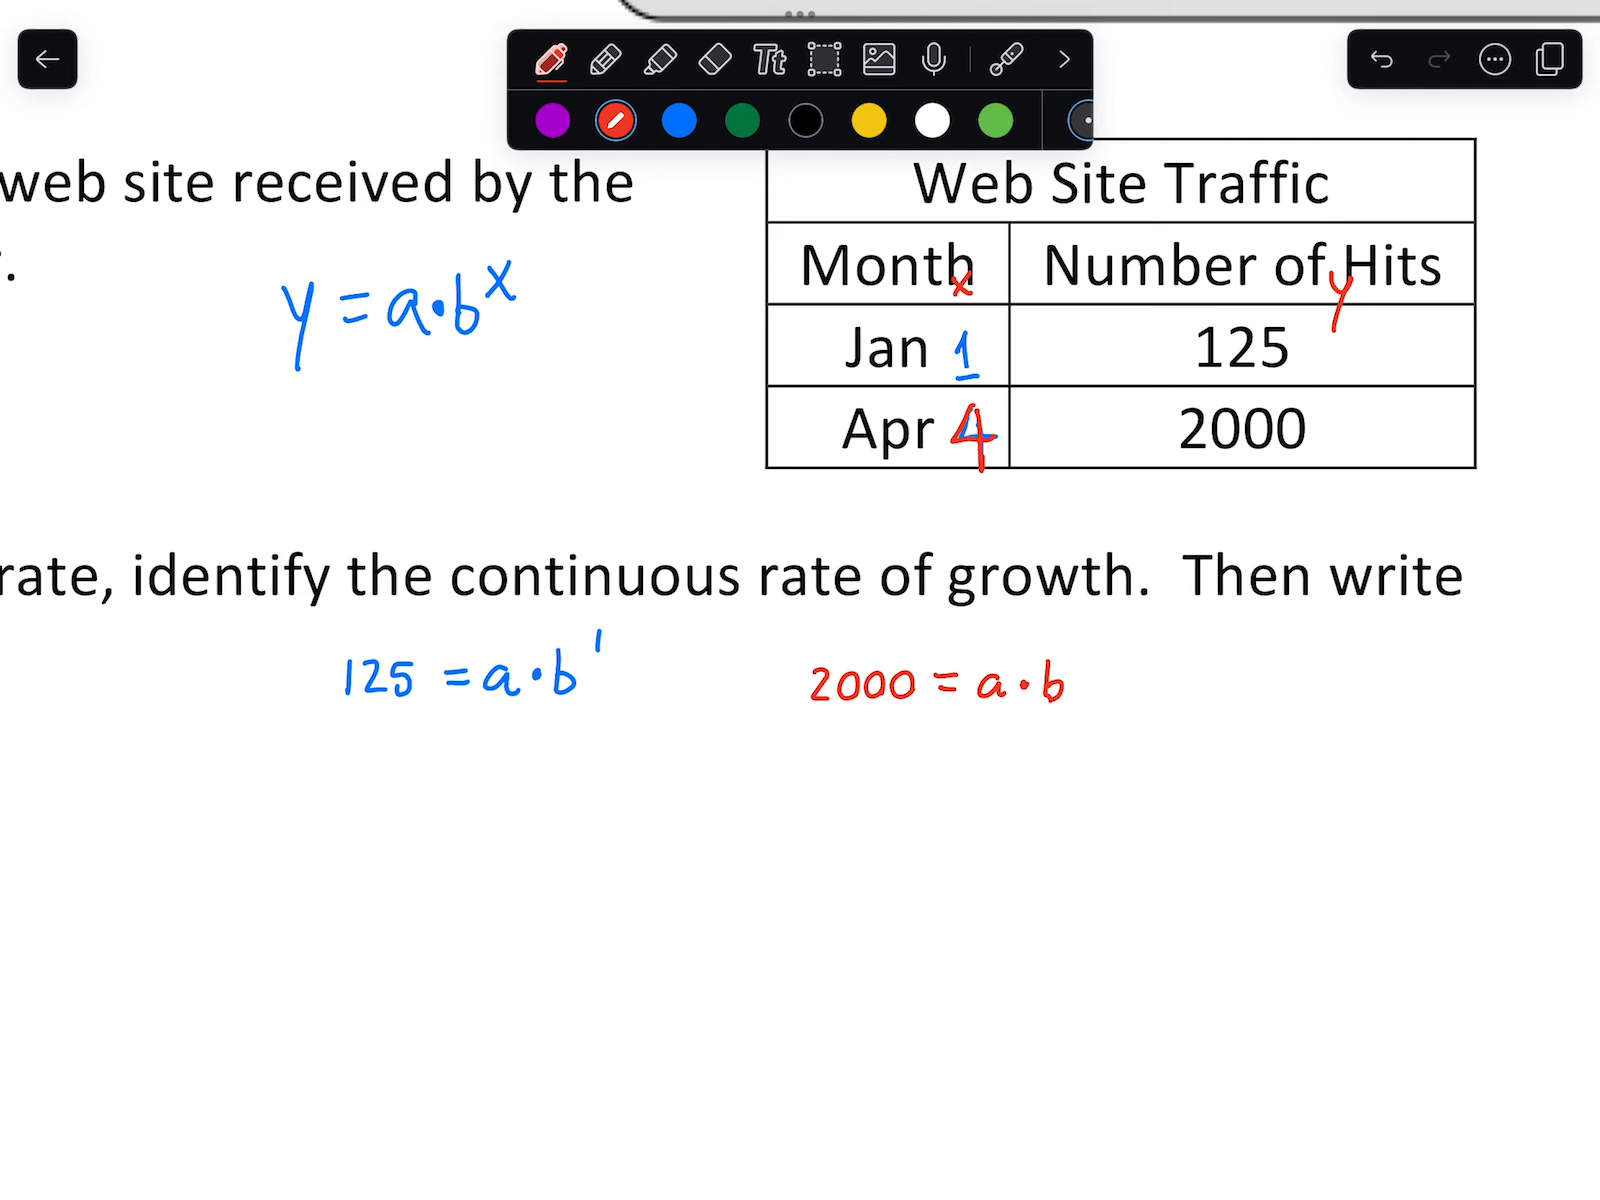 Tt
web site received by the
.
y = a·b^x
Web Site Traffic
Month x Number of Hits y
Jan 1 125
Apr 4 2000
rate, identify the continuous rate of growth. Then write
125 = a·b^1
2000 = a·b